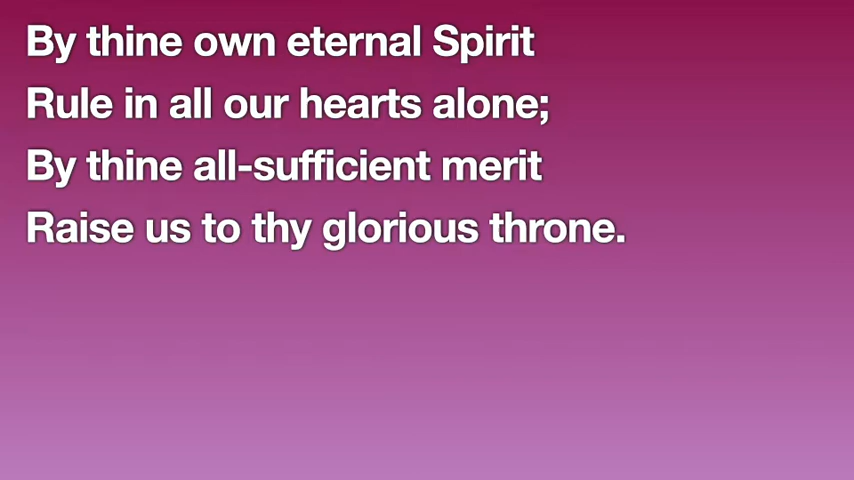 By thine own eternal Spirit
Rule in all our hearts alone;
By thine all-sufficient merit
Raise us to thy glorious throne.